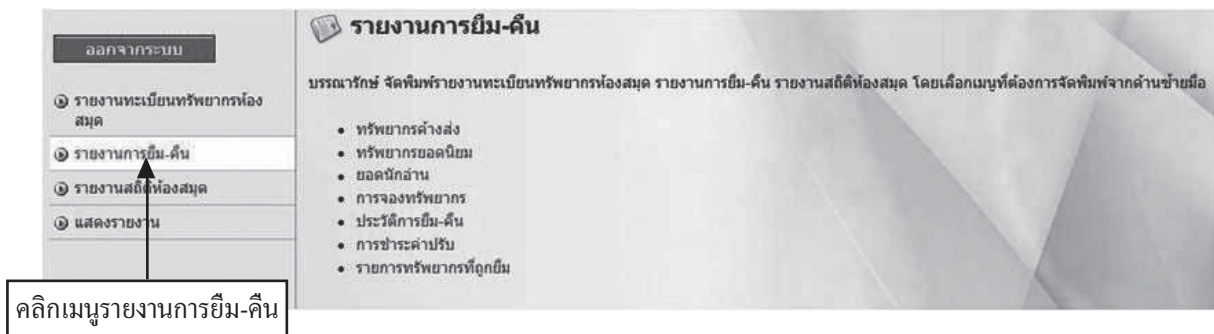 ออกจากระบบ
รายงานทะเบียนทรัพยากรห้อง
สมุด
รายงานการยืม-คืน
รายงานสถิติห้องสมุด
แสดงรายงาน
รายงานการยืม-คืน
บรรณารักษ์ จัดพิมพ์รายงานทะเบียนทรัพยากรห้องสมุด รายงานการยืม-คืน รายงานสถิติห้องสมุด โดยเลือกเมนูที่ต้องการจัดพิมพ์จากด้านซ้ายมือ
ทรัพยากรค้างส่ง
ทรัพยากรยอดนิยม
ยอดนักอ่าน
การจองทรัพยากร
ประวัติการยืม-คืน
การชำระค่าปรับ
รายการทรัพยากรที่ถูกยืม
คลิกเมนูรายงานการยืม-คืน